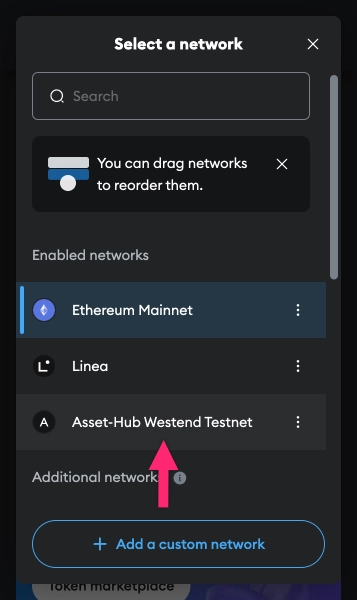 Select a network
Search
You can drag networks
to reorder them.
Enabled networks
Ethereum Mainnet
L
Linea
A
Asset-Hub Westend Testnet
Additional network
i
+ Add a custom network
Token marketplace